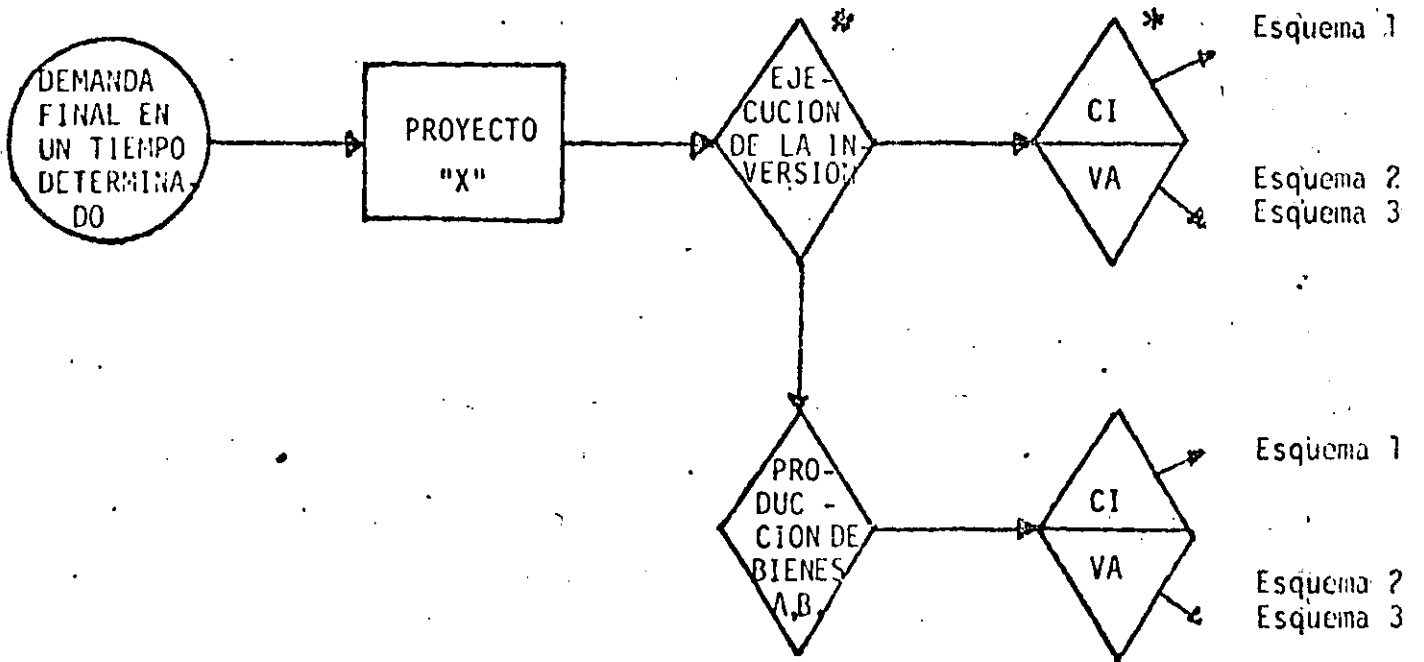 DEMANDA
FINAL EN
UN TIEMPO
DETERMINA-
DO
PROYECTO
"X"
*
EJE-
CUCION
DE LA IN-
VERSION
*
CI
VA
Esquema 1
Esquema 2
Esquema 3
PRO-
DUC -
CION DE
BIENES
A,B,
CI
VA
Esquema 1
Esquema 2
Esquema 3